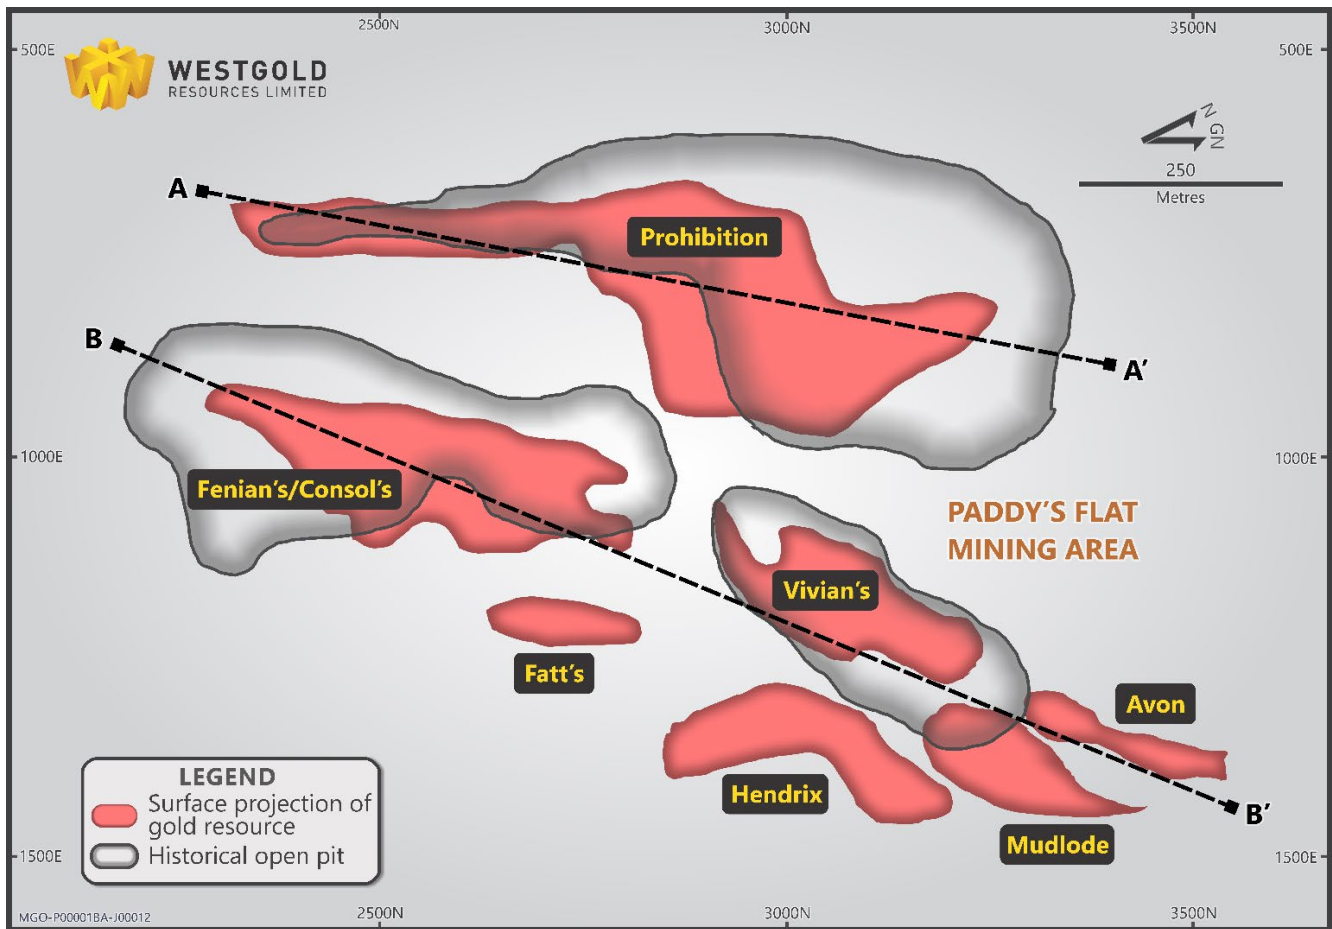 2500N
3000N
3500N
500E
500E
WESTGOLD
RESOURCES LIMITED
N
GN
250
Metres
A
Prohibition
B
A'
1000E
1000E
Fenian's/Consol's
PADDY'S FLAT
MINING AREA
Vivian's
Fatt's
Avon
Hendrix
B'
Mudlode
LEGEND
Surface projection of
gold resource
Historical open pit
1500E
1500E
MGO-P00001BA-J00012
2500N
3000N
3500N